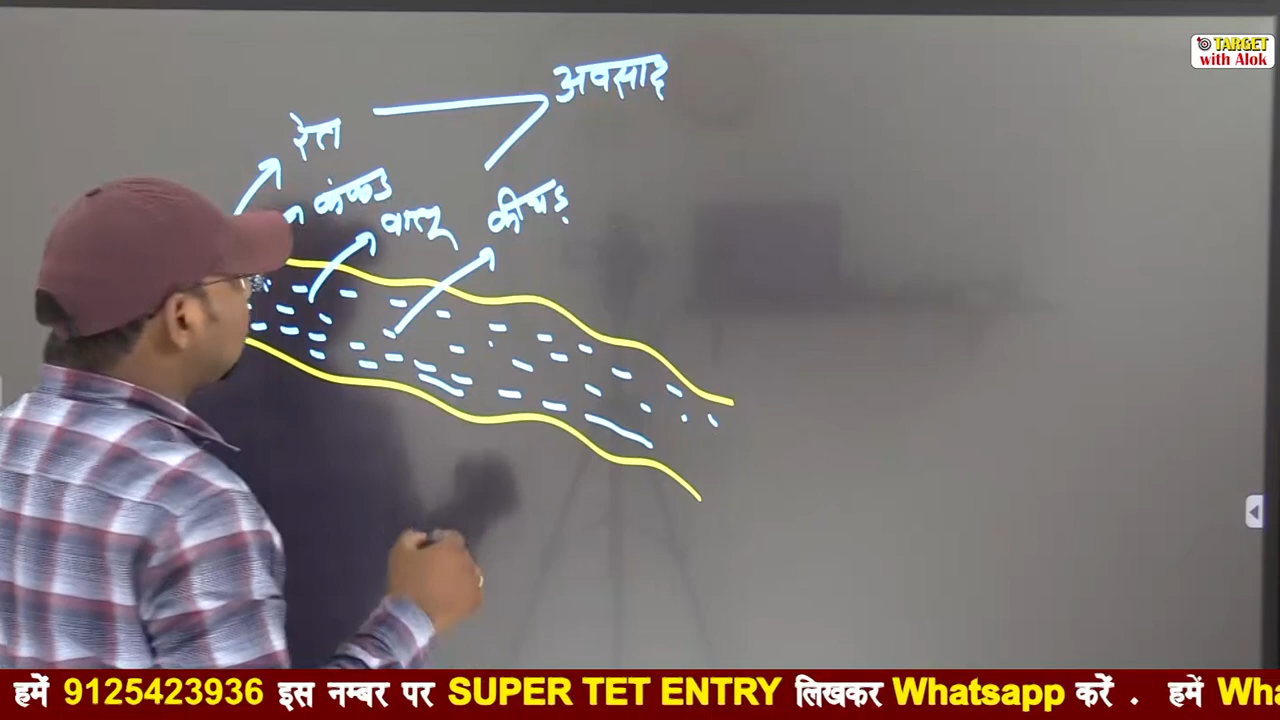 TARGET
with Alok
अवसाद
रेत
कंकड
बालू
कीचड़
हमें 9125423936 इस नम्बर पर SUPER TET ENTRY लिखकर Whatsapp करें . हमें Wha